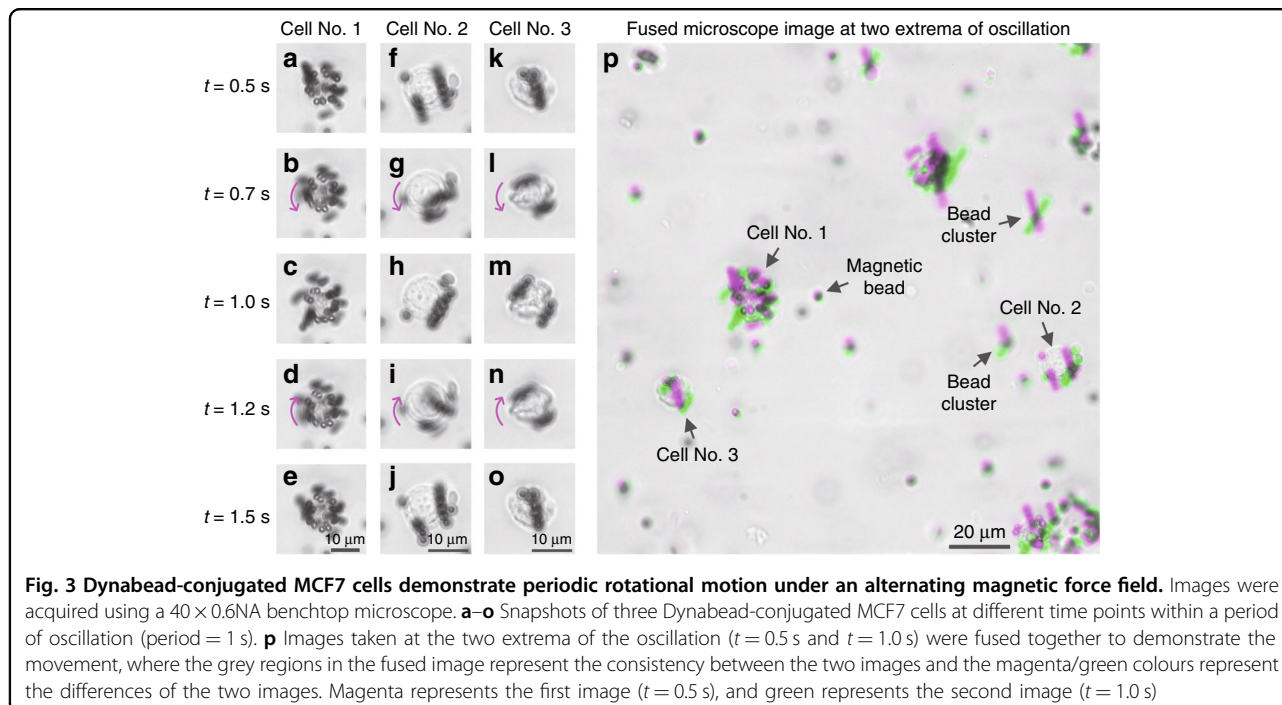 Cell No. 1 Cell No. 2 Cell No. 3
Fused microscope image at two extrema of oscillation
t = 0.5 s
a f k p
t = 0.7 s
b g l
t = 1.0 s
c h m
t = 1.2 s
d i n
t = 1.5 s
e j o
10 μm 10 μm 10 μm
Bead
cluster
Cell No. 1
Magnetic
bead
Cell No. 2
Bead
cluster
Cell No. 3
20 μm
Fig. 3 Dynabead-conjugated MCF7 cells demonstrate periodic rotational motion under an alternating magnetic force field. Images were
acquired using a 40 × 0.6NA benchtop microscope. a–o Snapshots of three Dynabead-conjugated MCF7 cells at different time points within a period
of oscillation (period = 1 s). p Images taken at the two extrema of the oscillation (t = 0.5 s and t = 1.0 s) were fused together to demonstrate the
movement, where the grey regions in the fused image represent the consistency between the two images and the magenta/green colours represent
the differences of the two images. Magenta represents the first image (t = 0.5 s), and green represents the second image (t = 1.0 s)